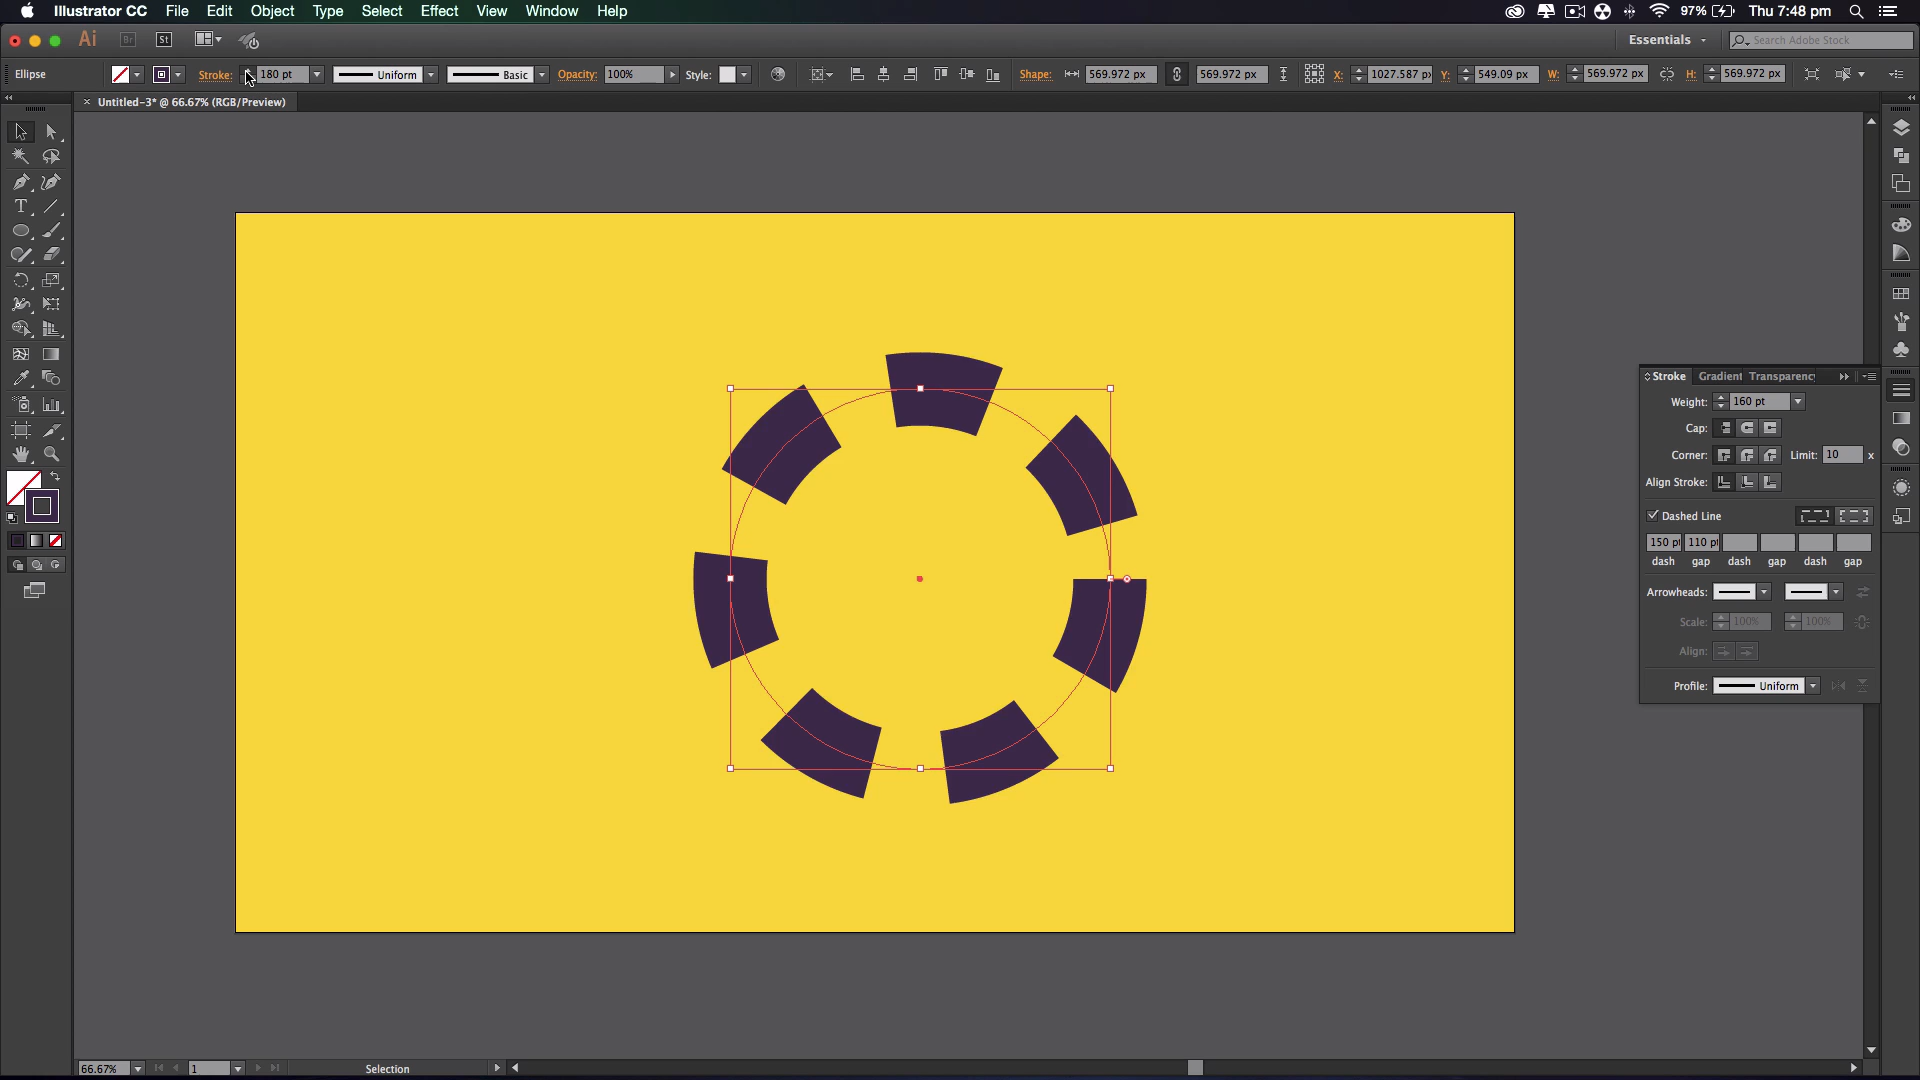 Illustrator CC File Edit Object Type Select Effect View Window Help 97% Thu 7:48 pm
Ai Br St Essentials Search Adobe Stock
Ellipse Stroke: 180 pt Uniform Basic Opacity: 100% Style: Shape: 569.972 px 569.972 px X: 1027.587 px Y: 549.09 px W: 569.972 px H: 569.972 px
× Untitled-3* @ 66.67% (RGB/Preview)
Stroke Gradient Transparency
Weight: 160 pt
Cap:
Corner: Limit: 10 x
Align Stroke:
Dashed Line
150 pt 110 pt
dash gap dash gap dash gap
Arrowheads:
Scale: 100% 100%
Align:
Profile: Uniform
66.67% 1 Selection